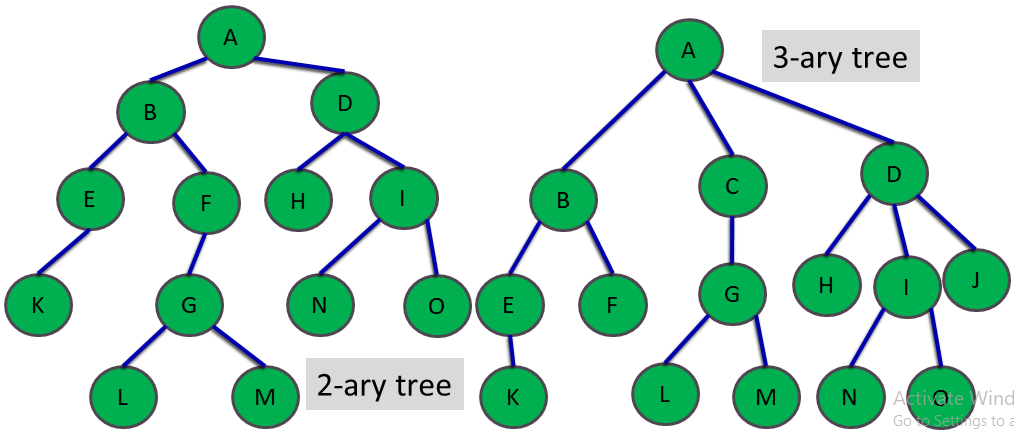 A
B
D
E
F
H
I
K
G
N
O
L
M
2-ary tree
A
3-ary tree
B
C
D
E
F
G
H
I
J
K
L
M
N
O
Activate Wind
Go to Settings to a